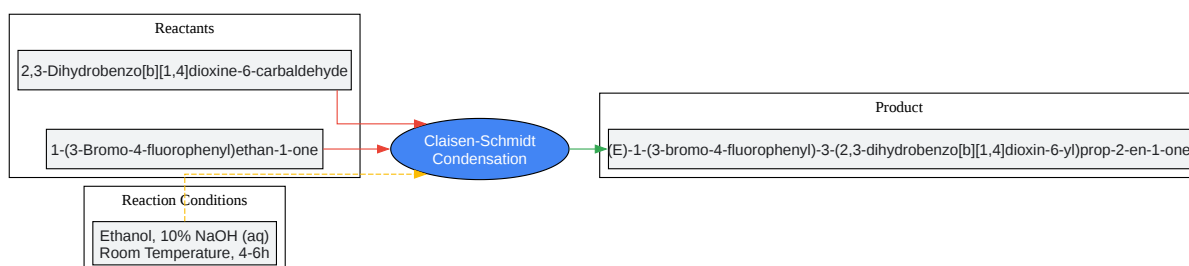 Reactants
2,3-Dihydrobenzo[b][1,4]dioxine-6-carbaldehyde
1-(3-Bromo-4-fluorophenyl)ethan-1-one
Reaction Conditions
Ethanol, 10% NaOH (aq)
Room Temperature, 4-6h
Claisen-Schmidt
Condensation
Product
(E)-1-(3-bromo-4-fluorophenyl)-3-(2,3-dihydrobenzo[b][1,4]dioxin-6-yl)prop-2-en-1-one